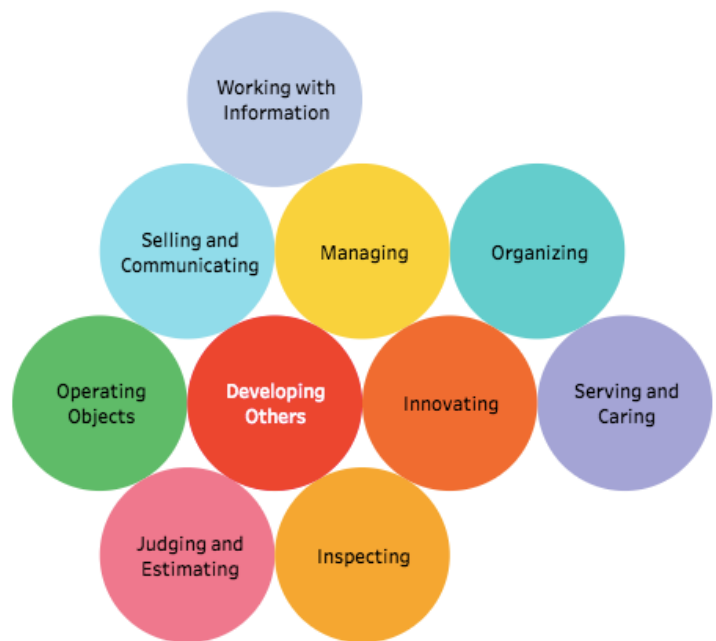 Working with
Information
Selling and
Communicating
Managing
Organizing
Operating
Objects
Developing
Others
Innovating
Serving and
Caring
Judging and
Estimating
Inspecting